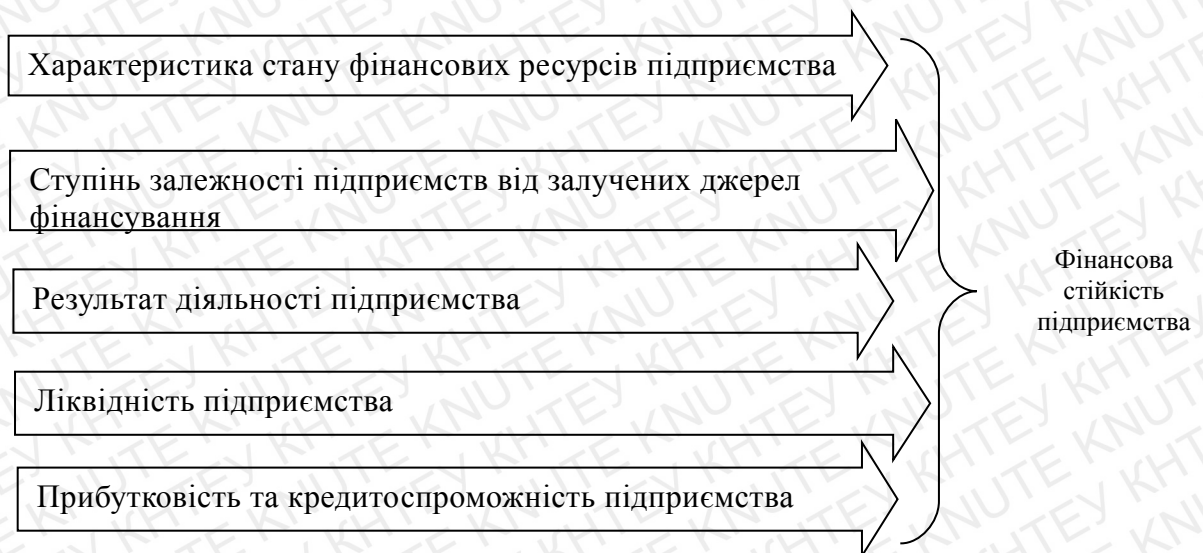 Характеристика стану фінансових ресурсів підприємства
Ступінь залежності підприємств від залучених джерел
фінансування
Результат діяльності підприємства
Ліквідність підприємства
Прибутковість та кредитоспроможність підприємства
Фінансова
стійкість
підприємства